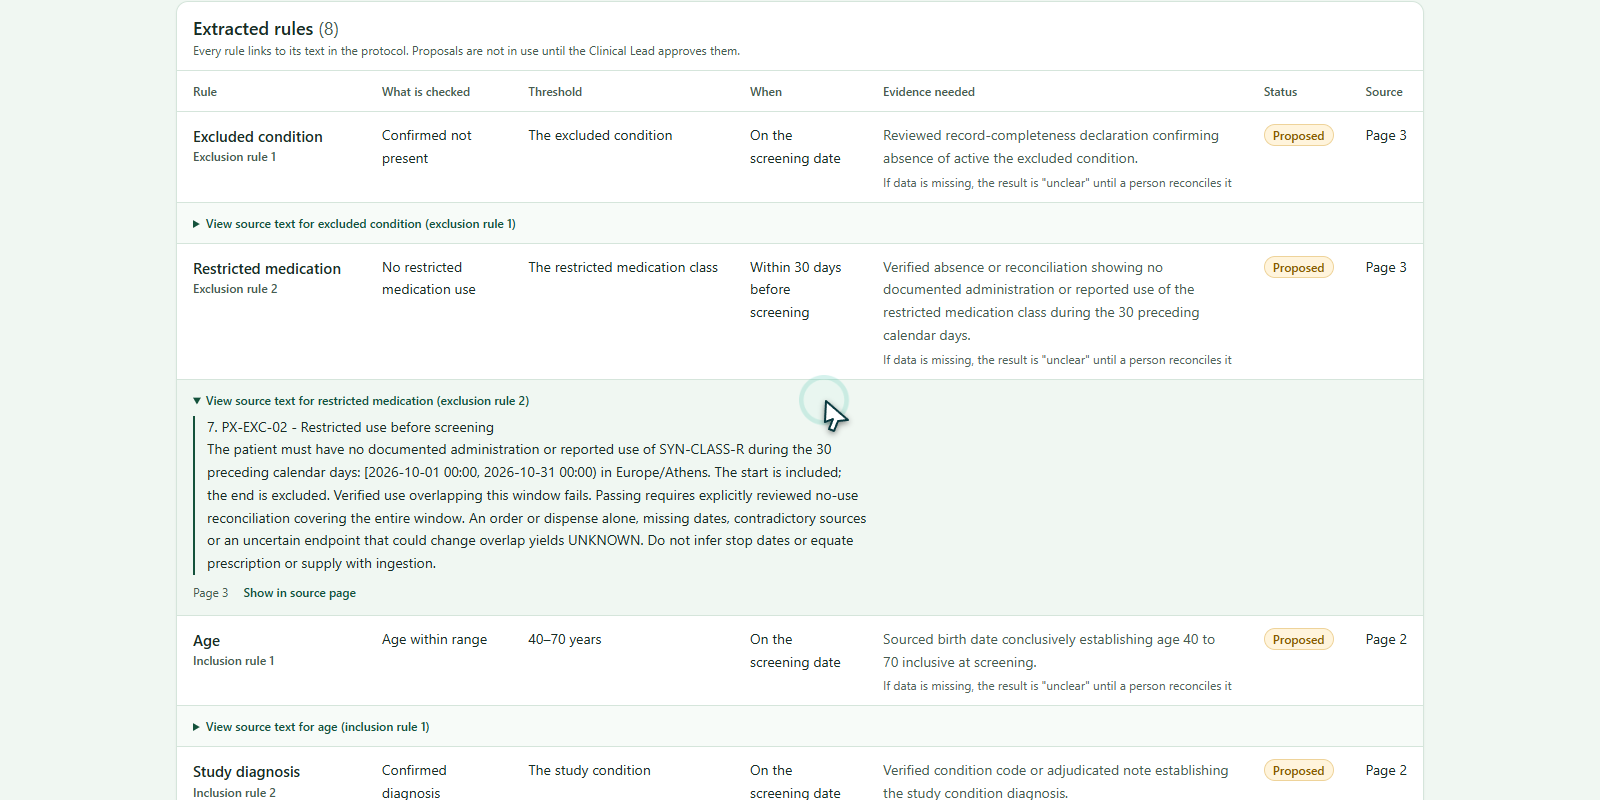 Extracted rules (8)
Every rule links to its text in the protocol. Proposals are not in use until the Clinical Lead approves them.
Rule
What is checked
Threshold
When
Evidence needed
Status
Source
Excluded condition
Exclusion rule 1
Confirmed not
present
The excluded condition
On the
screening date
Reviewed record-completeness declaration confirming
absence of active the excluded condition.
If data is missing, the result is "unclear" until a person reconciles it
Proposed
Page 3
▶ View source text for excluded condition (exclusion rule 1)
Restricted medication
Exclusion rule 2
No restricted
medication use
The restricted medication class
Within 30 days
before
screening
Verified absence or reconciliation showing no
documented administration or reported use of the
restricted medication class during the 30 preceding
calendar days.
If data is missing, the result is "unclear" until a person reconciles it
Proposed
Page 3
▼ View source text for restricted medication (exclusion rule 2)
7. PX-EXC-02 - Restricted use before screening
The patient must have no documented administration or reported use of SYN-CLASS-R during the 30
preceding calendar days: [2026-10-01 00:00, 2026-10-31 00:00) in Europe/Athens. The start is included;
the end is excluded. Verified use overlapping this window fails. Passing requires explicitly reviewed no-use
reconciliation covering the entire window. An order or dispense alone, missing dates, contradictory sources
or an uncertain endpoint that could change overlap yields UNKNOWN. Do not infer stop dates or equate
prescription or supply with ingestion.
Page 3 Show in source page
Age
Inclusion rule 1
Age within range
40–70 years
On the
screening date
Sourced birth date conclusively establishing age 40 to
70 inclusive at screening.
If data is missing, the result is "unclear" until a person reconciles it
Proposed
Page 2
▶ View source text for age (inclusion rule 1)
Study diagnosis
Inclusion rule 2
Confirmed
diagnosis
The study condition
On the
screening date
Verified condition code or adjudicated note establishing
the study condition diagnosis.
Proposed
Page 2